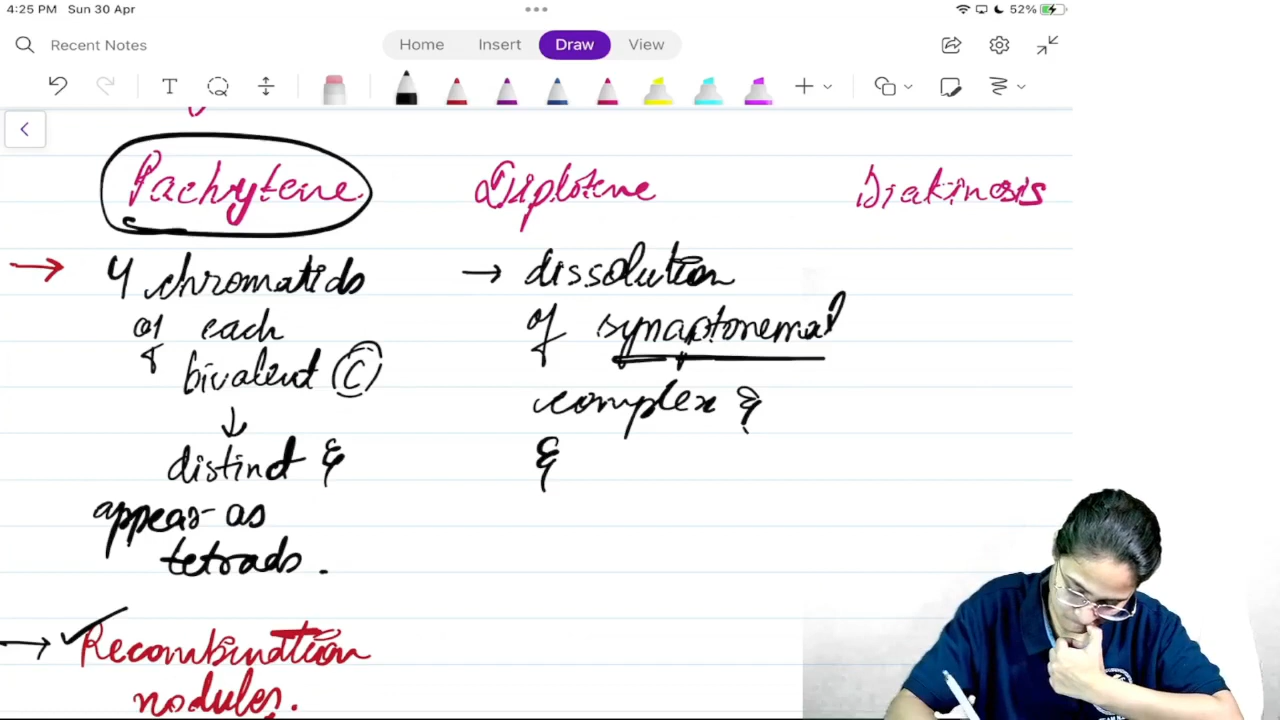 4:25 PM Sun 30 Apr
52%
Recent Notes
Home Insert Draw View
Pachytene
Diplotene
Diakinesis
→ 4 chromatids
of each
bivalent (C)
↓
distinct &
appear as
tetrads.
→ ✓ Recombination
nodules.
→ dissolution
of synaptonemal
complex &
&